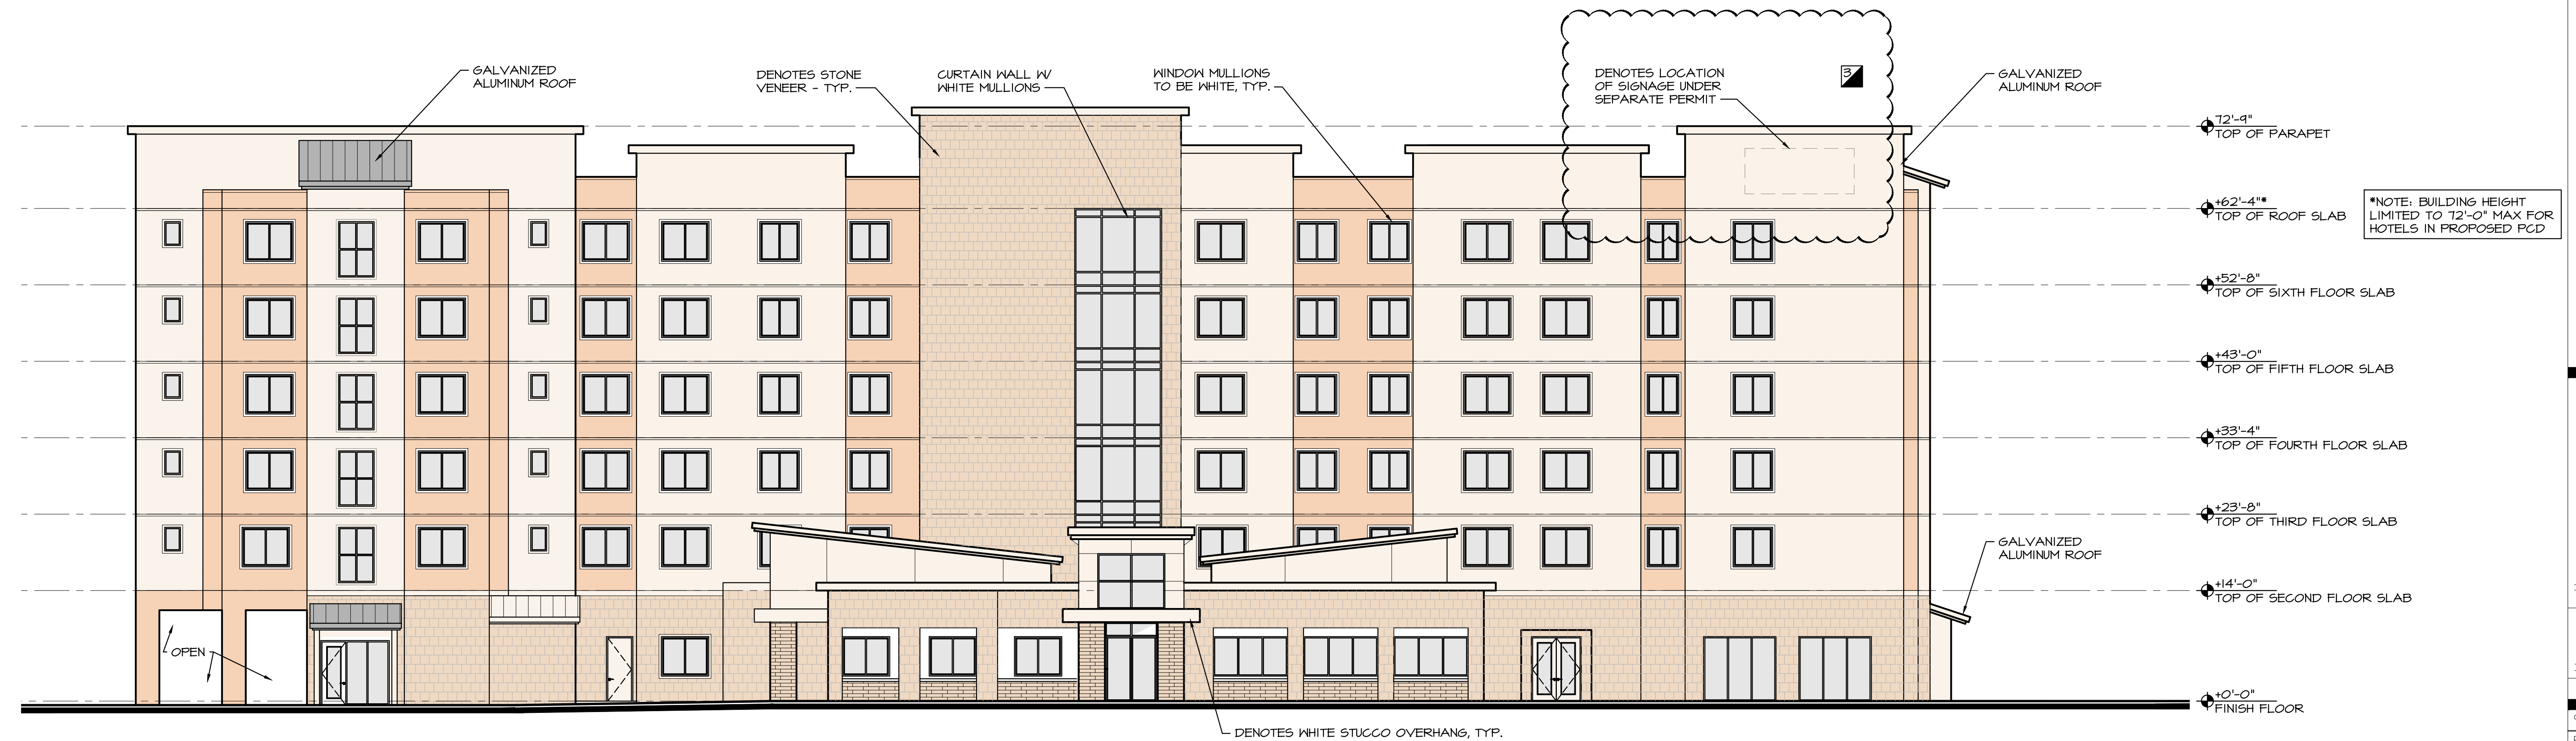 GALVANIZED
ALUMINUM ROOF
DENOTES STONE
VENEER - TYP.
CURTAIN WALL W/
WHITE MULLIONS
WINDOW MULLIONS
TO BE WHITE, TYP.
DENOTES LOCATION
OF SIGNAGE UNDER
SEPARATE PERMIT
3
GALVANIZED
ALUMINUM ROOF
72'-9"
TOP OF PARAPET
+62'-4"*
TOP OF ROOF SLAB
*NOTE: BUILDING HEIGHT
LIMITED TO 72'-0" MAX FOR
HOTELS IN PROPOSED PCD
+52'-8"
TOP OF SIXTH FLOOR SLAB
+43'-0"
TOP OF FIFTH FLOOR SLAB
+33'-4"
TOP OF FOURTH FLOOR SLAB
+23'-8"
TOP OF THIRD FLOOR SLAB
GALVANIZED
ALUMINUM ROOF
+14'-0"
TOP OF SECOND FLOOR SLAB
OPEN
+0'-0"
FINISH FLOOR
DENOTES WHITE STUCCO OVERHANG, TYP.